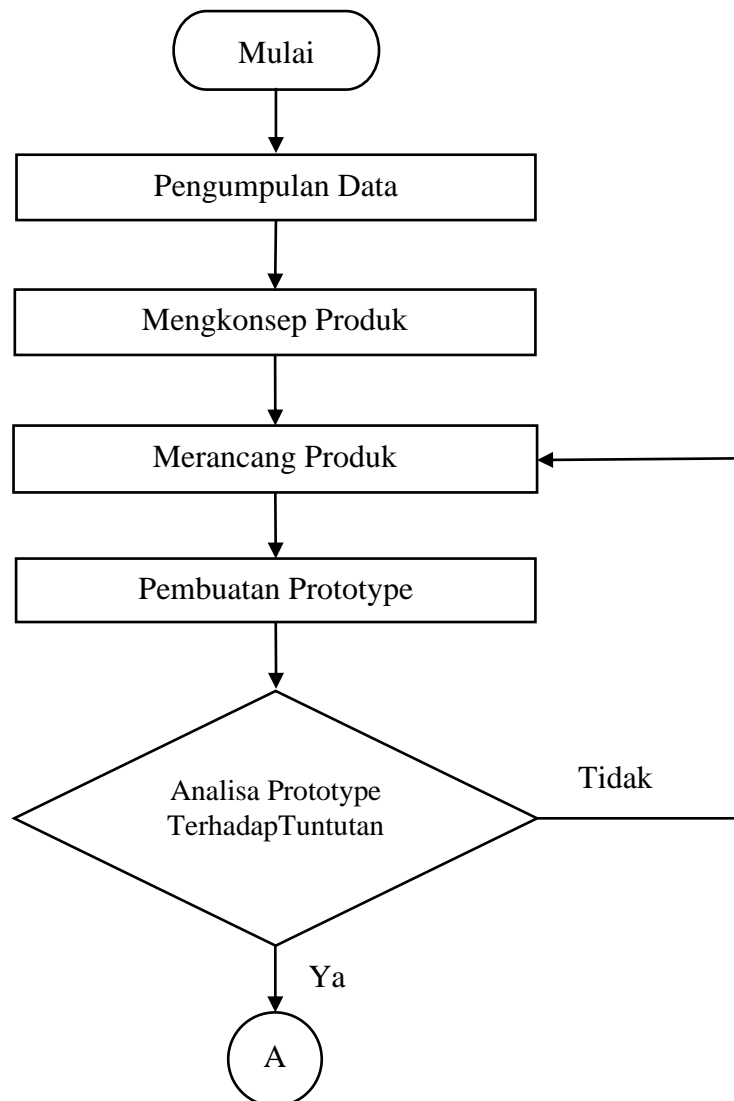 Mulai
Pengumpulan Data
Mengkonsep Produk
Merancang Produk
Pembuatan Prototype
Analisa Prototype
TerhadapTuntutan
Tidak
Ya
A